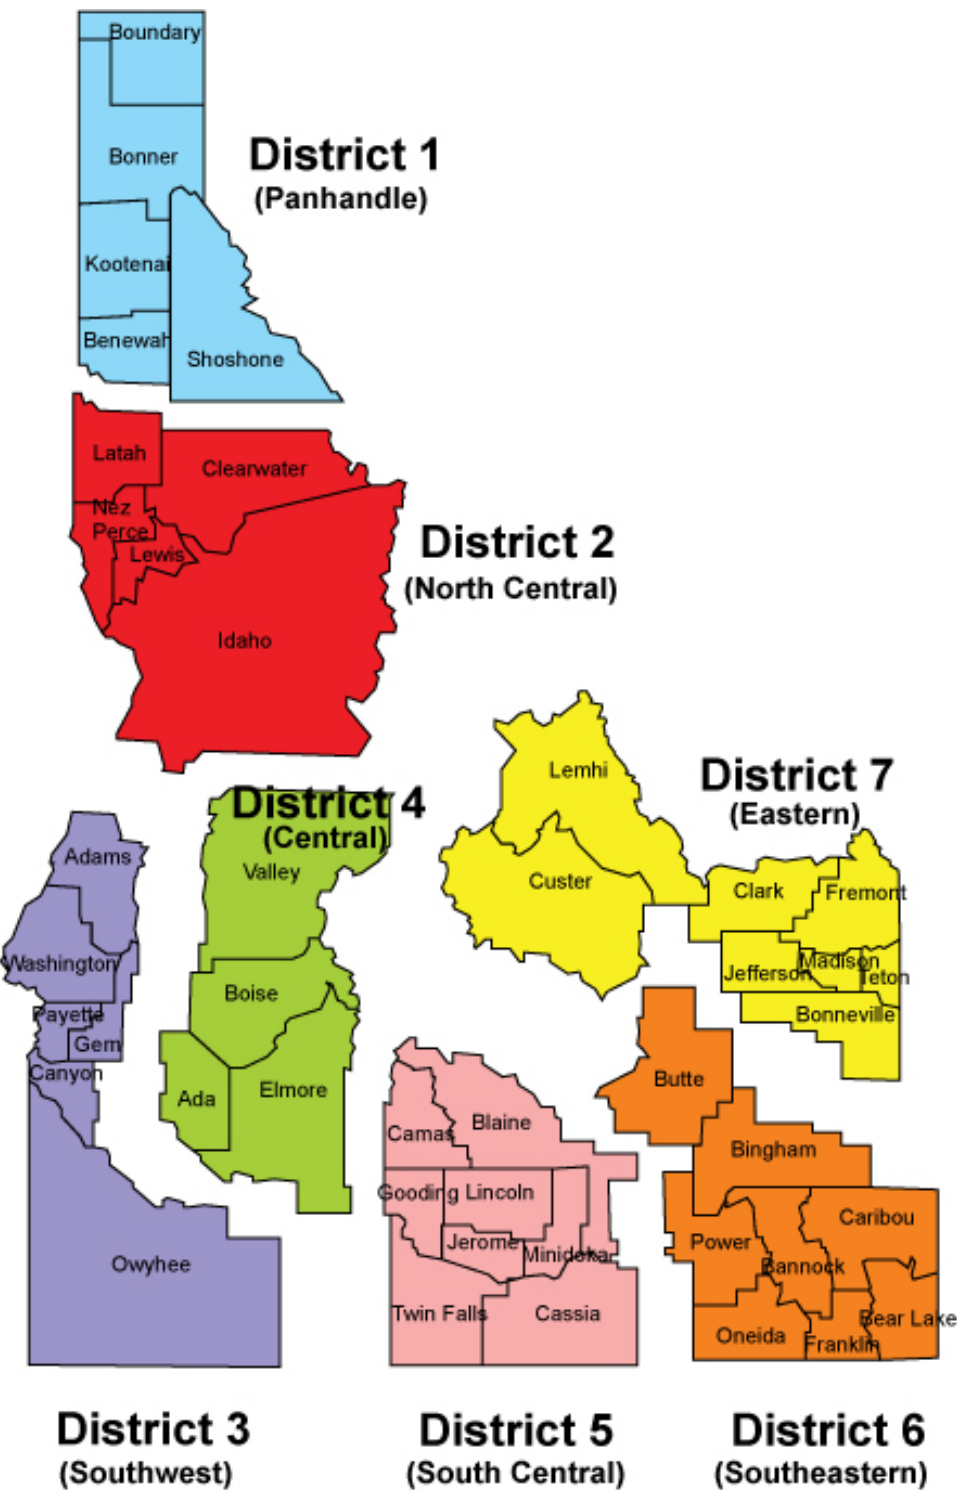 Boundary
Bonner
District 1
(Panhandle)
Kootenai
Benewah
Shoshone
Latah
Clearwater
Nez
Perce
Lewis
District 2
(North Central)
Idaho
Lemhi
District 7
(Eastern)
District 4
(Central)
Adams
Valley
Custer
Clark
Fremont
Washington
Madison
Jefferson
Teton
Boise
Payette
Bonneville
Gem
Canyon
Butte
Ada
Elmore
Blaine
Camas
Bingham
Gooding
Lincoln
Caribou
Power
Jerome
Minidoka
Bannock
Owyhee
Twin Falls
Cassia
Bear Lake
Oneida
Franklin
District 3
(Southwest)
District 5
(South Central)
District 6
(Southeastern)